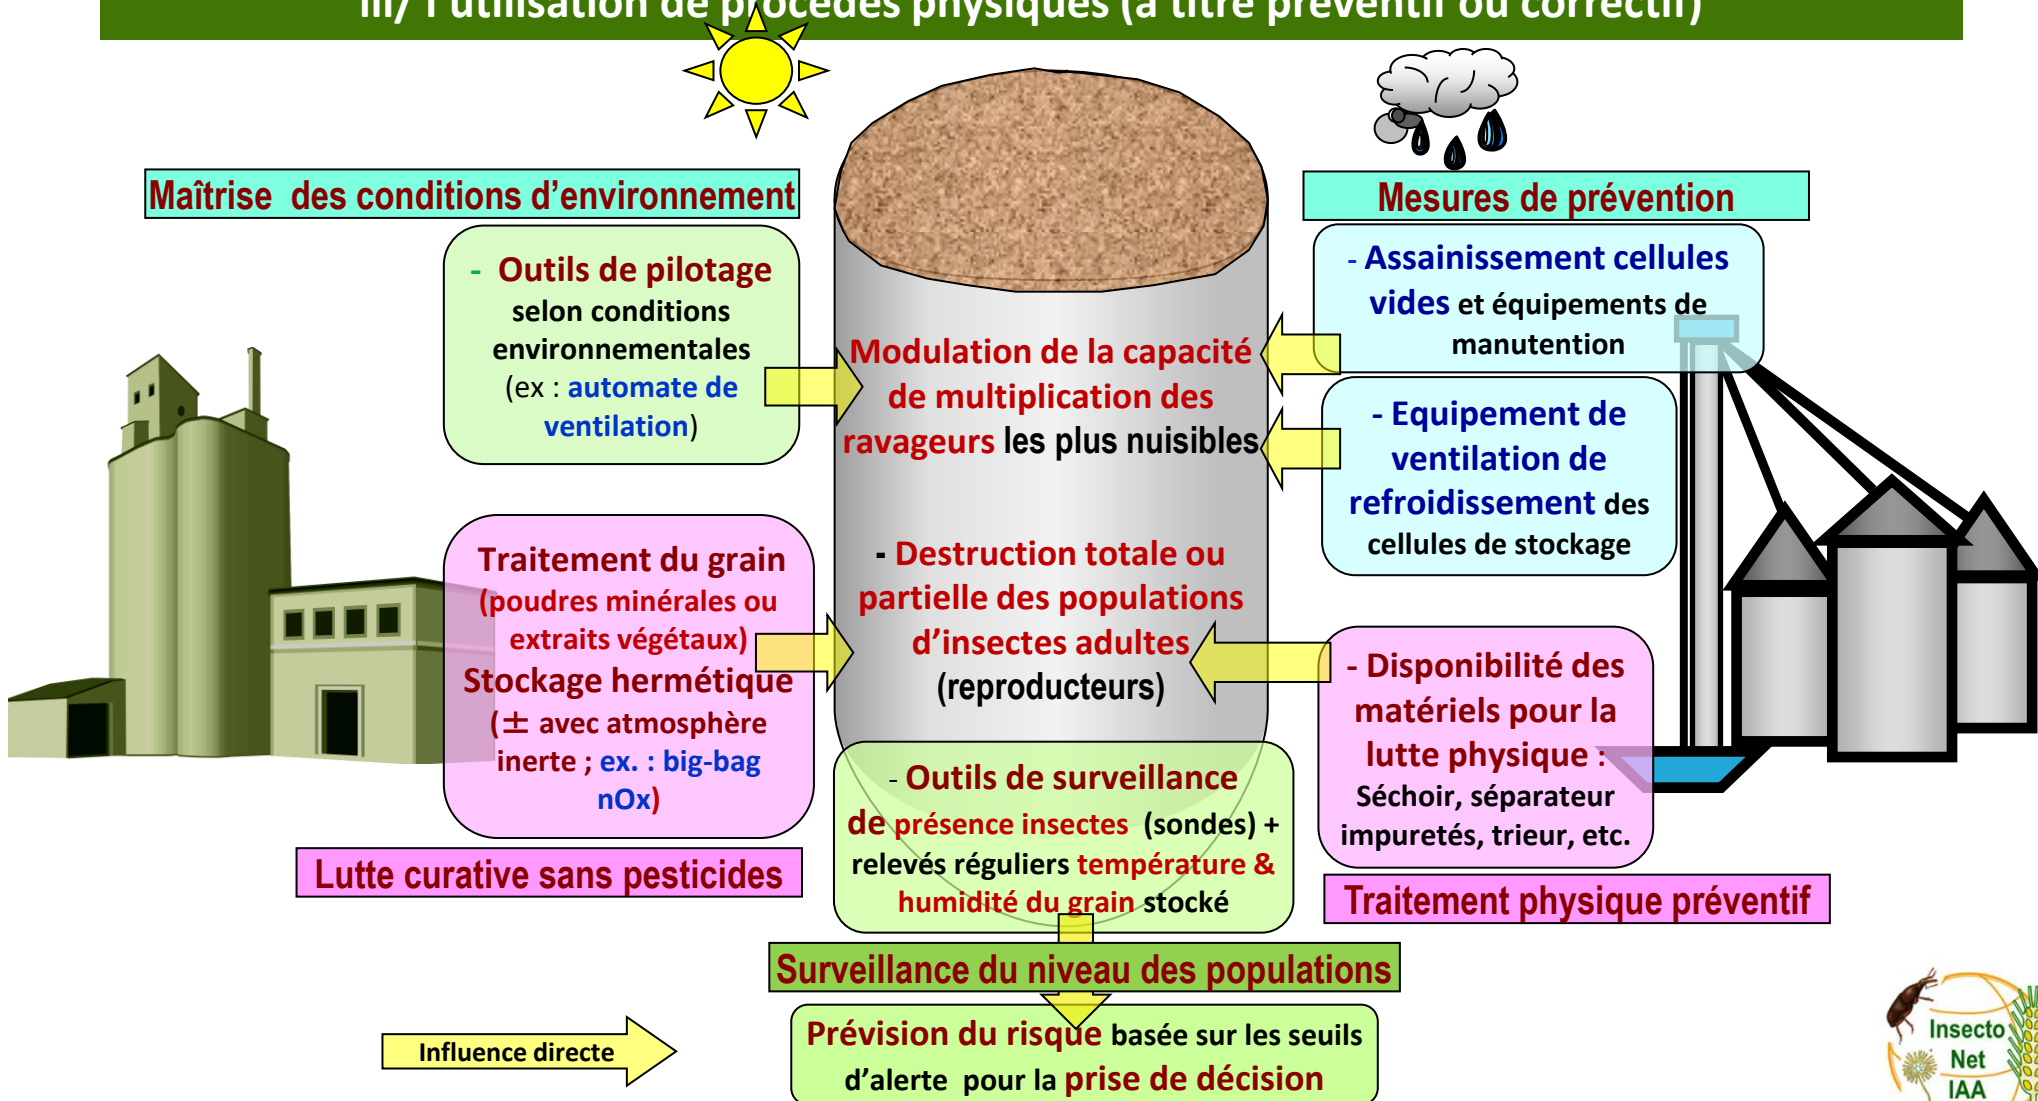 iii/ l'utilisation de procédés physiques (à titre préventif ou correctif)
Maîtrise des conditions d'environnement
- Outils de pilotage
selon conditions
environnementales
(ex : automate de
ventilation)
Traitement du grain
(poudres minérales ou
extraits végétaux)
Stockage hermétique
(± avec atmosphère
inerte ; ex. : big-bag
nOx)
Lutte curative sans pesticides
Modulation de la capacité
de multiplication des
ravageurs les plus nuisibles
- Destruction totale ou
partielle des populations
d'insectes adultes
(reproducteurs)
- Outils de surveillance
de présence insectes (sondes) +
relevés réguliers température &
humidité du grain stocké
Surveillance du niveau des populations
Prévision du risque basée sur les seuils
d'alerte pour la prise de décision
Mesures de prévention
- Assainissement cellules
vides et équipements de
manutention
- Equipement de
ventilation de
refroidissement des
cellules de stockage
- Disponibilité des
matériels pour la
lutte physique :
Séchoir, séparateur
impuretés, trieur, etc.
Traitement physique préventif
Influence directe
Insecto
Net
IAA